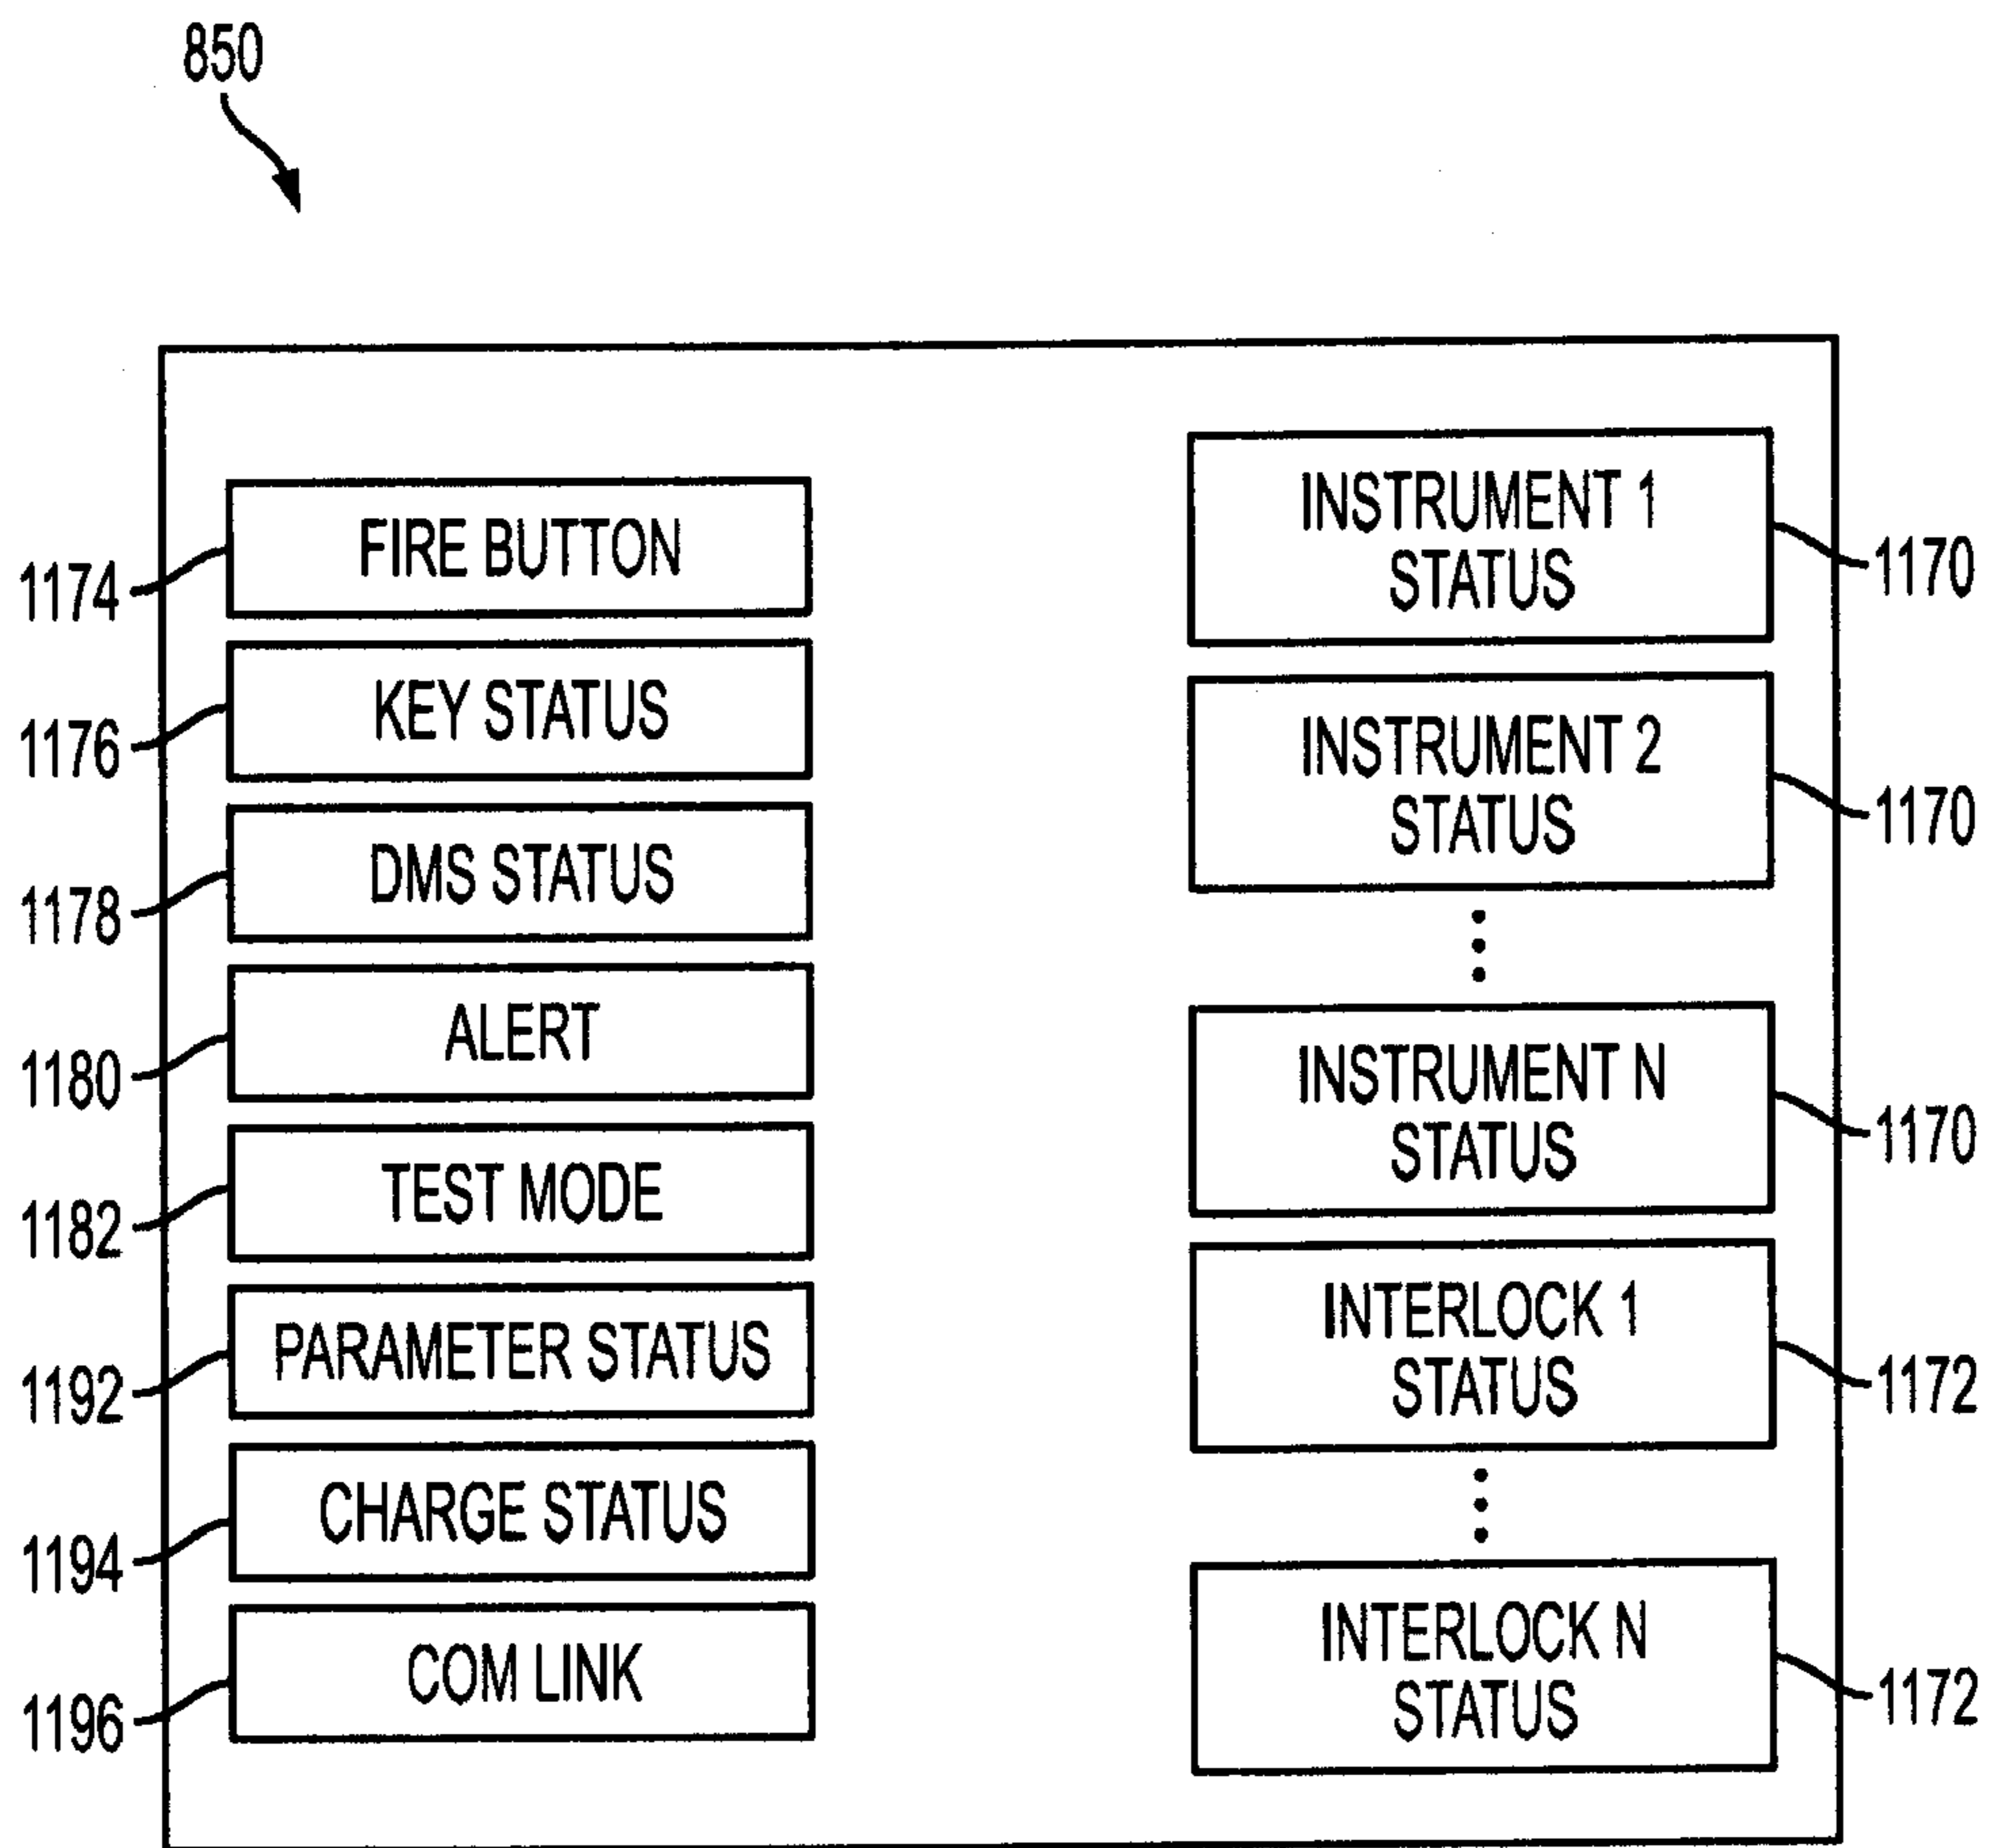 850
1174
FIRE BUTTON
1176
KEY STATUS
1178
DMS STATUS
1180
ALERT
1182
TEST MODE
1192
PARAMETER STATUS
1194
CHARGE STATUS
1196
COM LINK
INSTRUMENT 1
STATUS
1170
INSTRUMENT 2
STATUS
1170
INSTRUMENT N
STATUS
1170
INTERLOCK 1
STATUS
1172
INTERLOCK N
STATUS
1172